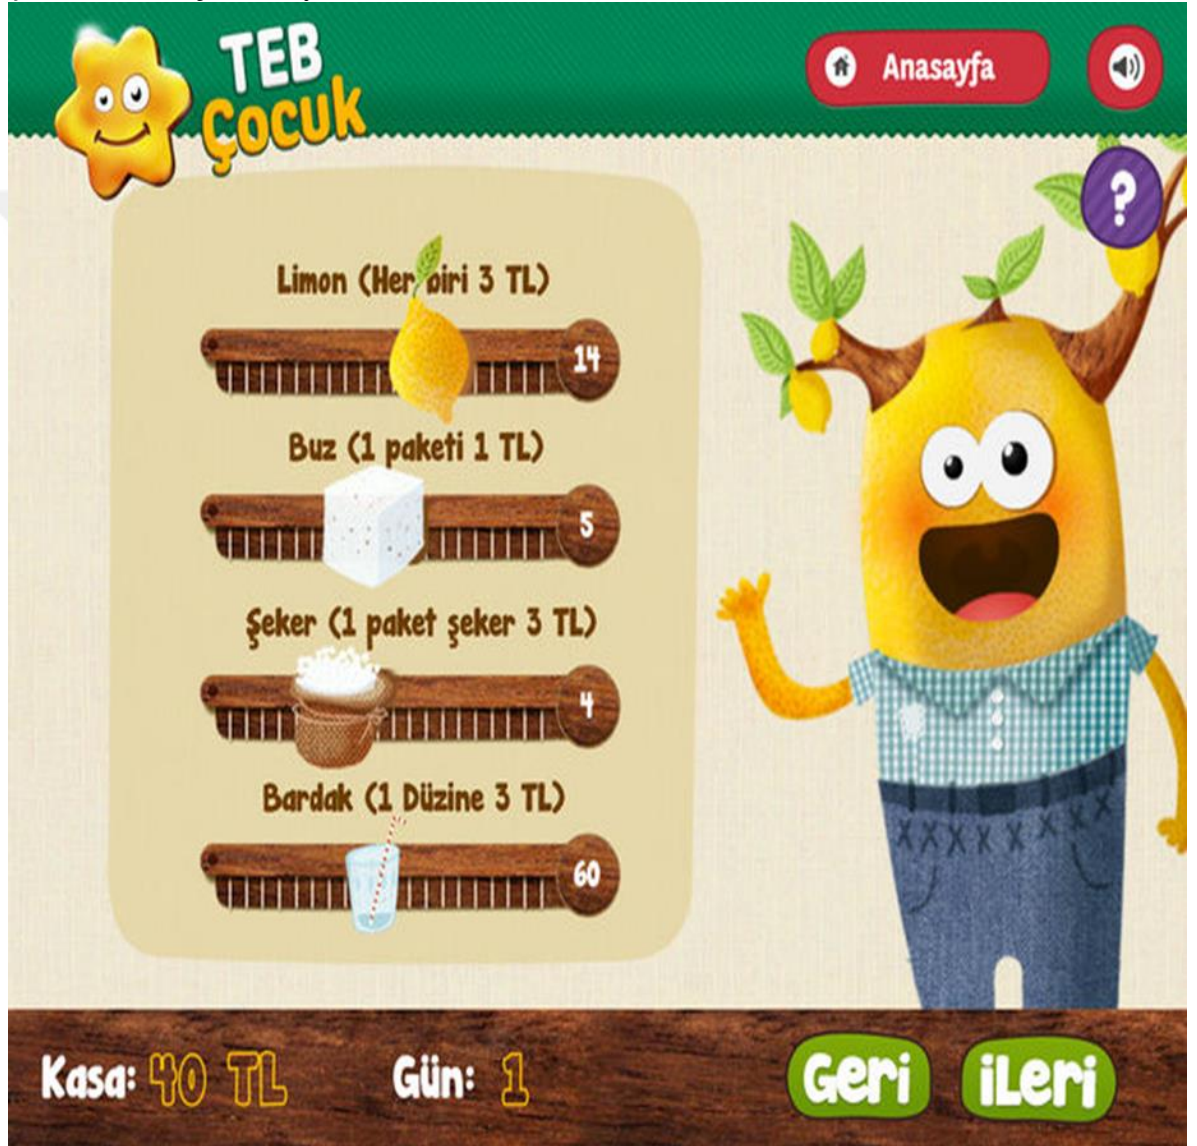 TEB
Çocuk
Anasayfa
?
Limon (Her biri 3 TL)
14
Buz (1 paketi 1 TL)
5
Şeker (1 paket şeker 3 TL)
4
Bardak (1 Düzine 3 TL)
60
Kasa: 40 TL Gün: 1 Geri iLeri